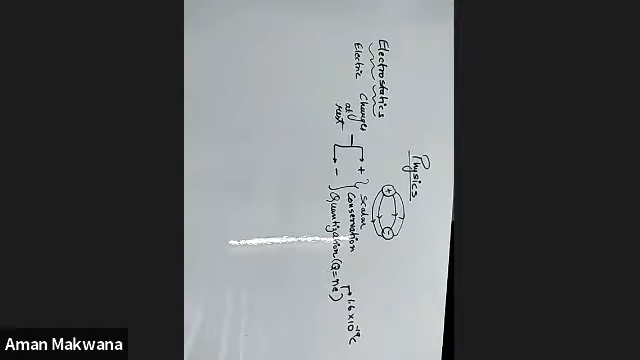 Physics
Electrostatics
Electric Charges → +
at rest → -
Scalar
Conservation
Quantization (Q=ne)
→ 1.6 x 10⁻¹⁹C
+ -
Aman Makwana